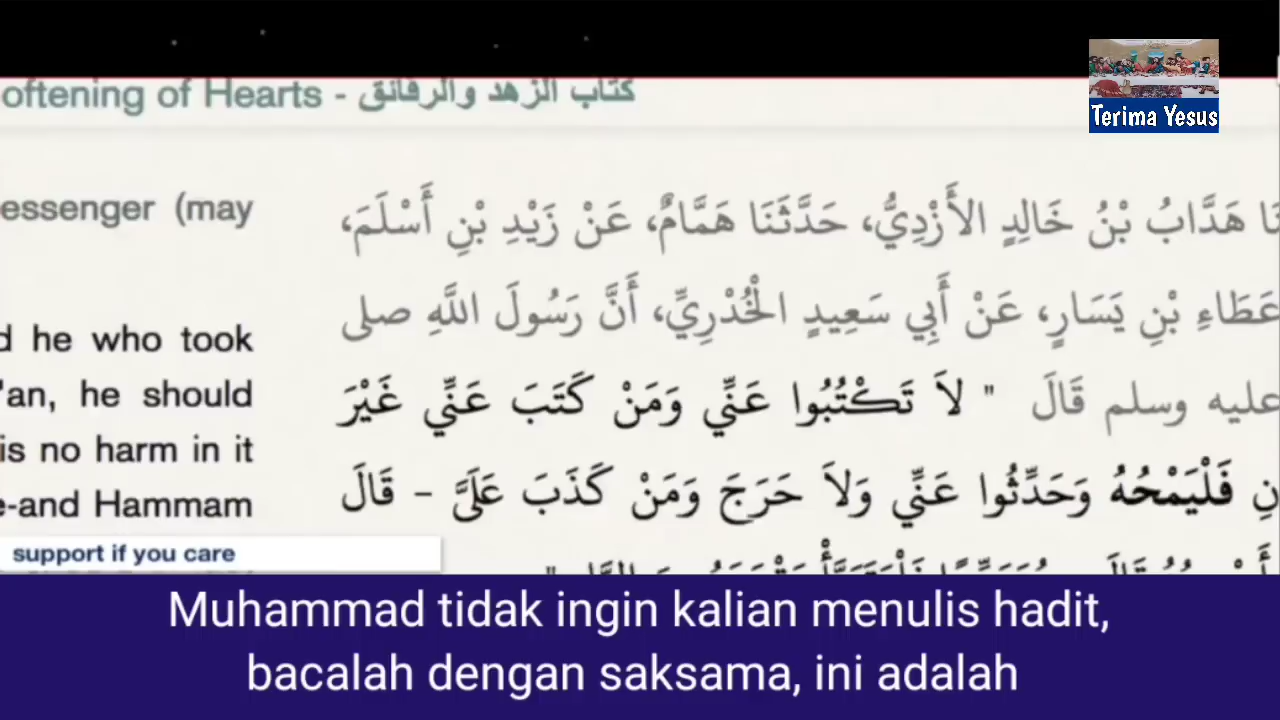 oftening of Hearts - كتاب الزهد والرقائق
Terima Yesus
essenger (may
he who took
'an, he should
is no harm in it
e-and Hammam
هَدَّابُ بْنُ خَالِدٍ الأَزْدِيُّ، حَدَّثَنَا هَمَّامٌ، عَنْ زَيْدِ بْنِ أَسْلَمَ،
عَطَاءِ بْنِ يَسَارٍ، عَنْ أَبِي سَعِيدٍ الْخُدْرِيِّ، أَنَّ رَسُولَ اللَّهِ صلى
عليه وسلم قَالَ " لاَ تَكْتُبُوا عَنِّي وَمَنْ كَتَبَ عَنِّي غَيْرَ
فَلْيَمْحُهُ وَحَدِّثُوا عَنِّي وَلاَ حَرَجَ وَمَنْ كَذَبَ عَلَىَّ – قَالَ
support if you care
Muhammad tidak ingin kalian menulis hadit,
bacalah dengan saksama, ini adalah